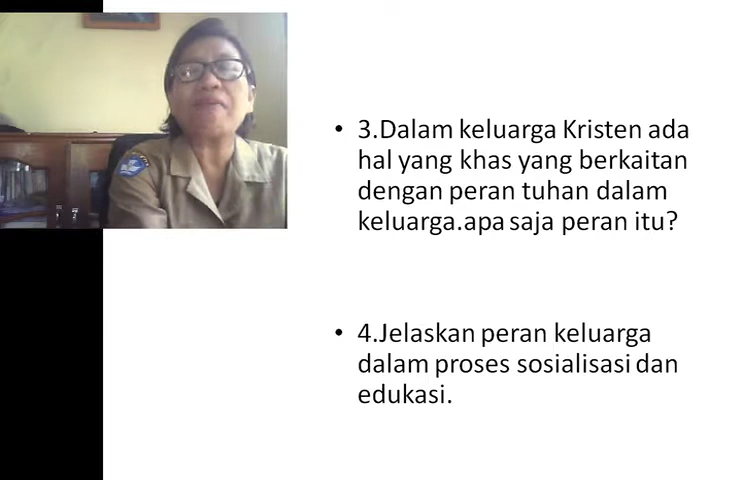 3.Dalam keluarga Kristen ada
hal yang khas yang berkaitan
dengan peran tuhan dalam
keluarga.apa saja peran itu?
4.Jelaskan peran keluarga
dalam proses sosialisasi dan
edukasi.